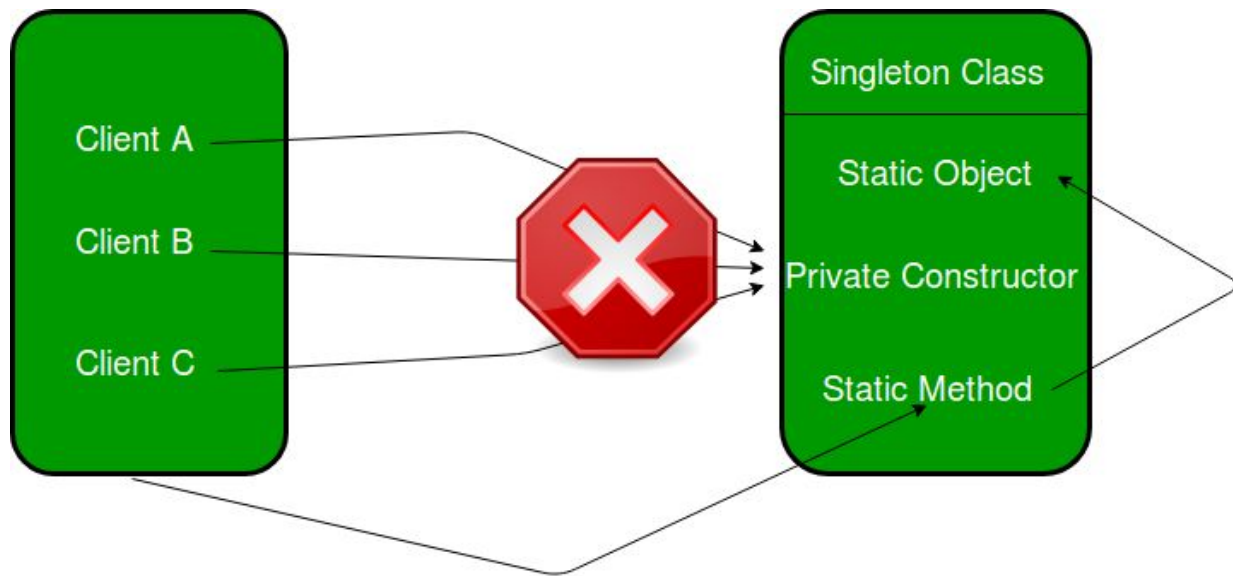 Client A
Client B
Client C
Singleton Class
Static Object
Private Constructor
Static Method